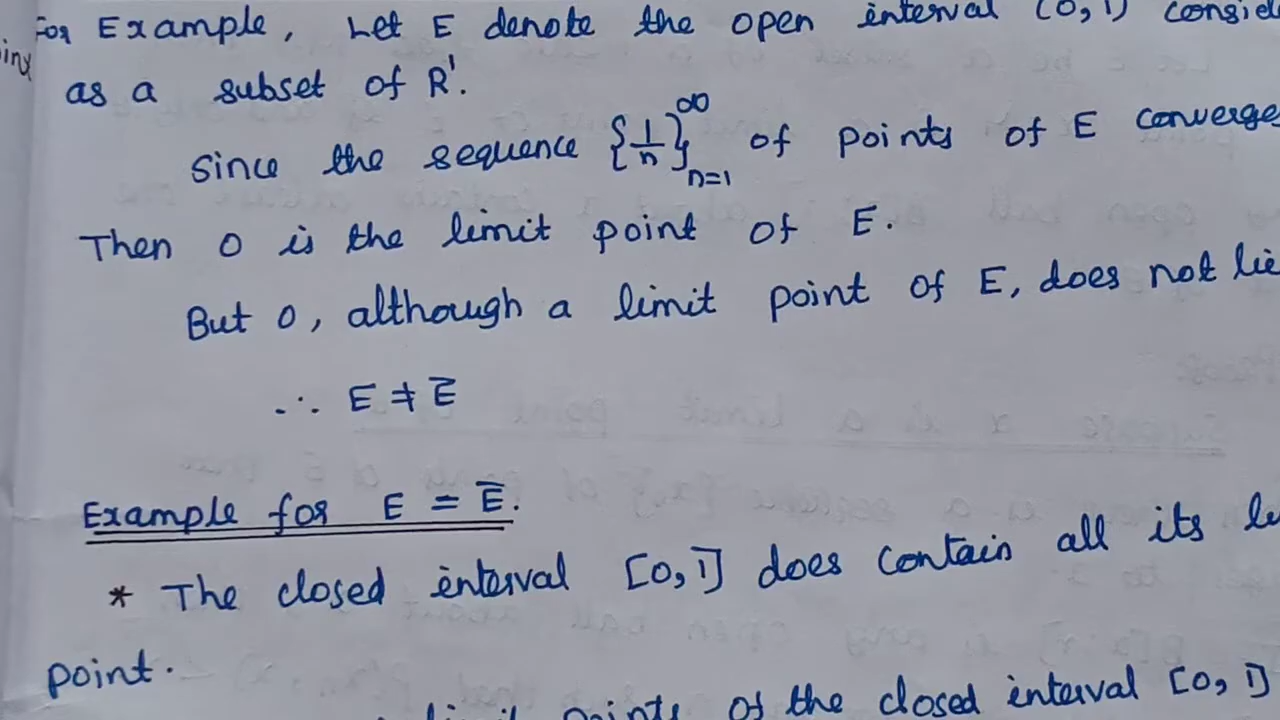 For Example, Let E denote the open interval (0,1)
as a subset of R¹.
since the sequence {1/n}_{n=1}^∞ of points of E converge
Then 0 is the limit point of E.
But 0, although a limit point of E, does not lie
∴ E ≠ E̅
Example for E = E̅.
* The closed interval [0,1] does contain all its
point.
limit points of the closed interval [0,1]